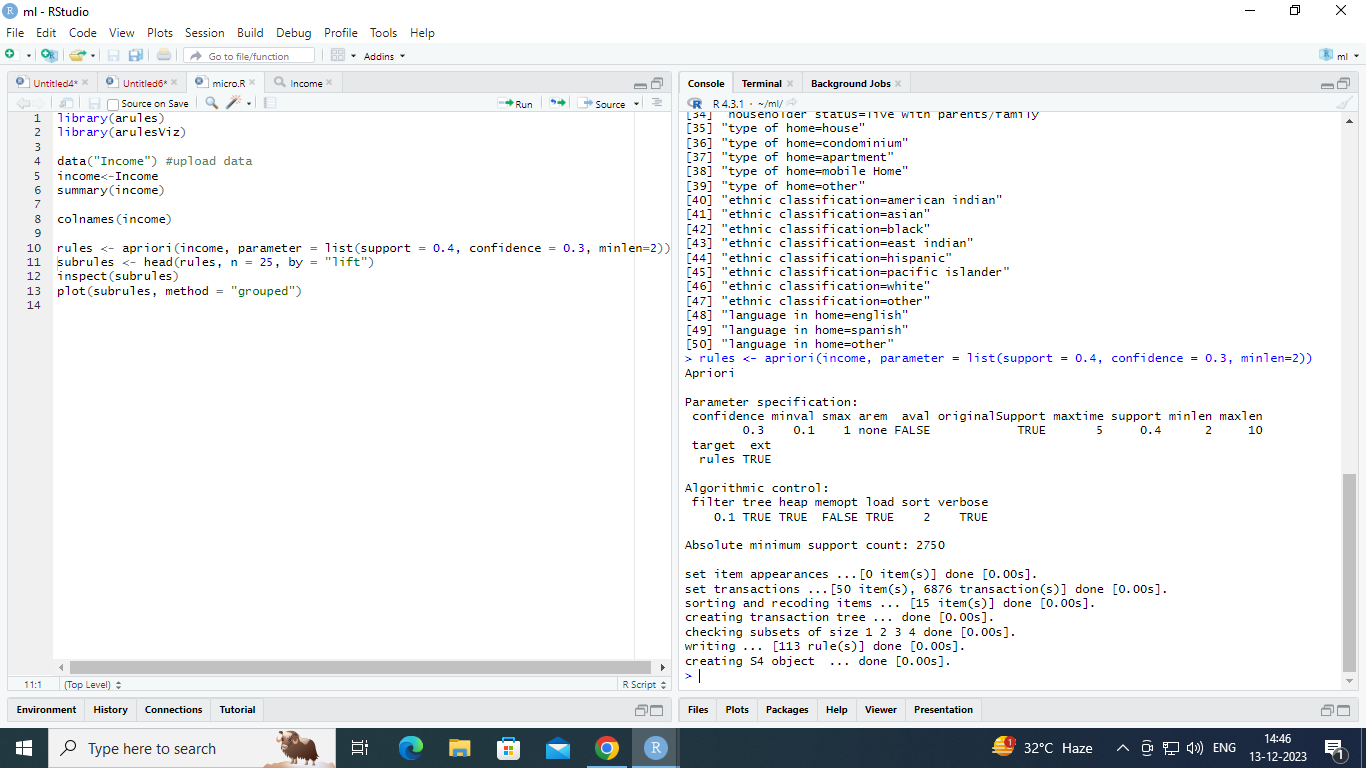 ml - RStudio
File Edit Code View Plots Session Build Debug Profile Tools Help
Go to file/function Addins ml
Untitled4* Untitled6* micro.R Income
Source on Save Run Source
1 library(arules)
2 library(arulesViz)
3
4 data("Income") #upload data
5 income<-Income
6 summary(income)
7
8 colnames(income)
9
10 rules <- apriori(income, parameter = list(support = 0.4, confidence = 0.3, minlen=2))
11 subrules <- head(rules, n = 25, by = "lift")
12 inspect(subrules)
13 plot(subrules, method = "grouped")
14
11:1 (Top Level) R Script
Environment History Connections Tutorial
Console Terminal Background Jobs
R 4.3.1 · ~/ml/
[34] "householder status=live with parents/family"
[35] "type of home=house"
[36] "type of home=condominium"
[37] "type of home=apartment"
[38] "type of home=mobile Home"
[39] "type of home=other"
[40] "ethnic classification=american indian"
[41] "ethnic classification=asian"
[42] "ethnic classification=black"
[43] "ethnic classification=east indian"
[44] "ethnic classification=hispanic"
[45] "ethnic classification=pacific islander"
[46] "ethnic classification=white"
[47] "ethnic classification=other"
[48] "language in home=english"
[49] "language in home=spanish"
[50] "language in home=other"
> rules <- apriori(income, parameter = list(support = 0.4, confidence = 0.3, minlen=2))
Apriori
Parameter specification:
confidence minval smax arem aval originalSupport maxtime support minlen maxlen
0.3 0.1 1 none FALSE TRUE 5 0.4 2 10
target ext
rules TRUE
Algorithmic control:
filter tree heap memopt load sort verbose
0.1 TRUE TRUE FALSE TRUE 2 TRUE
Absolute minimum support count: 2750
set item appearances ...[0 item(s)] done [0.00s].
set transactions ...[50 item(s), 6876 transaction(s)] done [0.00s].
sorting and recoding items ... [15 item(s)] done [0.00s].
creating transaction tree ... done [0.00s].
checking subsets of size 1 2 3 4 done [0.00s].
writing ... [113 rule(s)] done [0.00s].
creating S4 object ... done [0.00s].
>
Files Plots Packages Help Viewer Presentation
Type here to search
32°C Haze ENG
14:46
13-12-2023
1